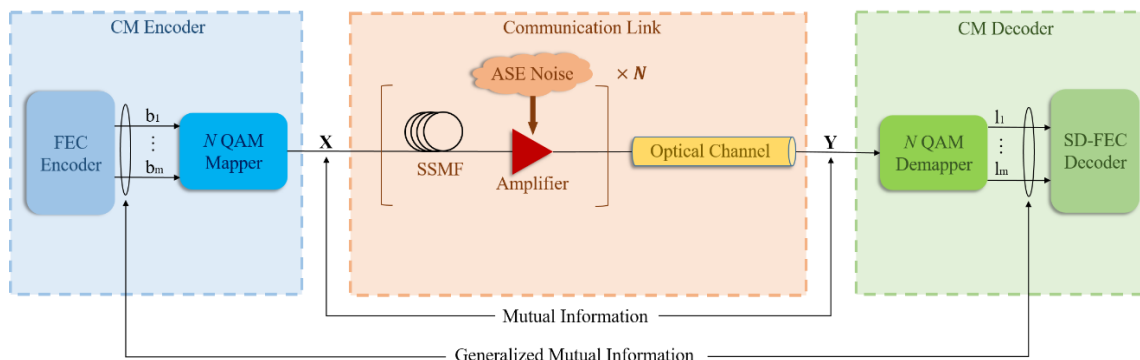 CM Encoder
Communication Link
CM Decoder
ASE Noise
× N
FEC
Encoder
b1
⋮
bm
N QAM
Mapper
X
SSMF
Amplifier
Optical Channel
Y
N QAM
Demapper
l1
⋮
lm
SD-FEC
Decoder
Mutual Information
Generalized Mutual Information